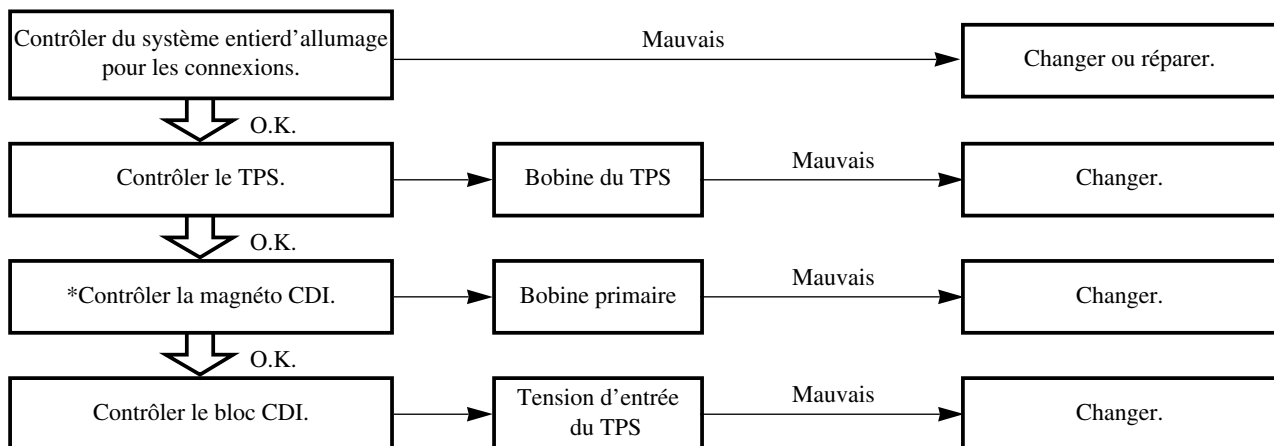 Contrôler du système entierd'allumage
pour les connexions.
Mauvais
Changer ou réparer.
O.K.
Contrôler le TPS.
Bobine du TPS
Mauvais
Changer.
O.K.
*Contrôler la magnéto CDI.
Bobine primaire
Mauvais
Changer.
O.K.
Contrôler le bloc CDI.
Tension d'entrée
du TPS
Mauvais
Changer.